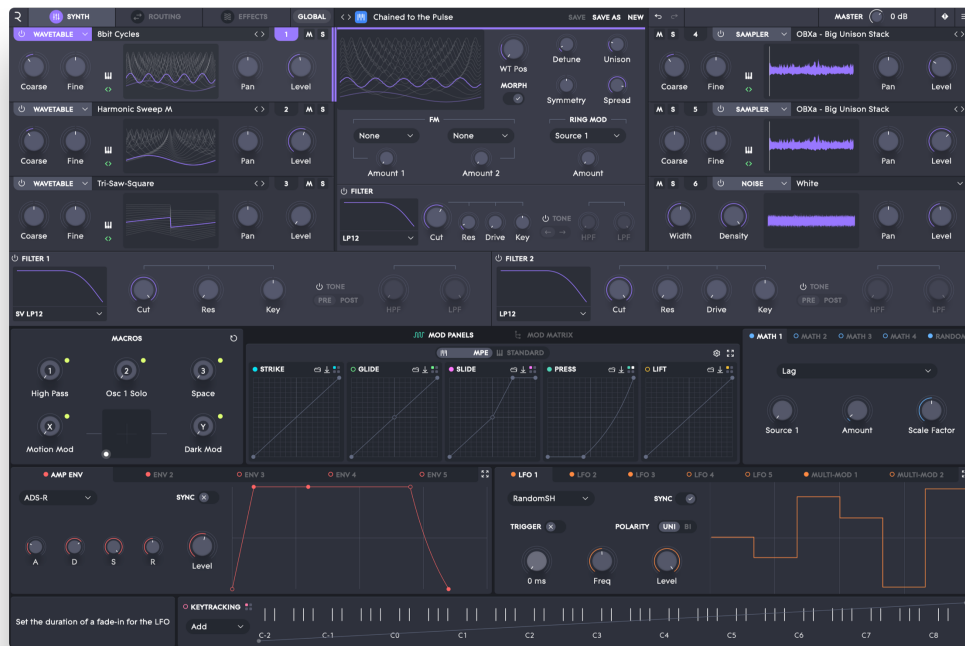 SYNTH ROUTING EFFECTS GLOBAL Chained to the Pulse SAVE SAVE AS NEW MASTER 0 dB
WAVETABLE 8bit Cycles 1 M S
Coarse Fine Pan Level
WAVETABLE Harmonic Sweep M 2 M S
Coarse Fine Pan Level
WAVETABLE Tri-Saw-Square 3 M S
Coarse Fine Pan Level
WT Pos Detune Unison
MORPH
Symmetry Spread
FM RING MOD
None None Source 1
Amount 1 Amount 2 Amount
FILTER
LP12 Cut Res Drive Key TONE HPF LPF
M S 4 SAMPLER OBXa - Big Unison Stack
Coarse Fine Pan Level
M S 5 SAMPLER OBXa - Big Unison Stack
Coarse Fine Pan Level
M S 6 NOISE White
Width Density Pan Level
FILTER 1
SV LP12 Cut Res Key TONE PRE POST HPF LPF
FILTER 2
LP12 Cut Res Drive Key TONE PRE POST HPF LPF
MACROS
1 2 3
High Pass Osc 1 Solo Space
X Y
Motion Mod Dark Mod
MOD PANELS MOD MATRIX
MPE STANDARD
STRIKE GLIDE SLIDE PRESS LIFT
MATH 1 MATH 2 MATH 3 MATH 4 RANDOM
Lag
Source 1 Amount Scale Factor
AMP ENV ENV 2 ENV 3 ENV 4 ENV 5
ADS-R SYNC
A D S R Level
LFO 1 LFO 2 LFO 3 LFO 4 LFO 5 MULTI-MOD 1 MULTI-MOD 2
RandomSH SYNC
TRIGGER POLARITY UNI BI
0 ms Freq Level
Set the duration of a fade-in for the LFO
KEYTRACKING
Add
C-2 C-1 C0 C1 C2 C3 C4 C5 C6 C7 C8